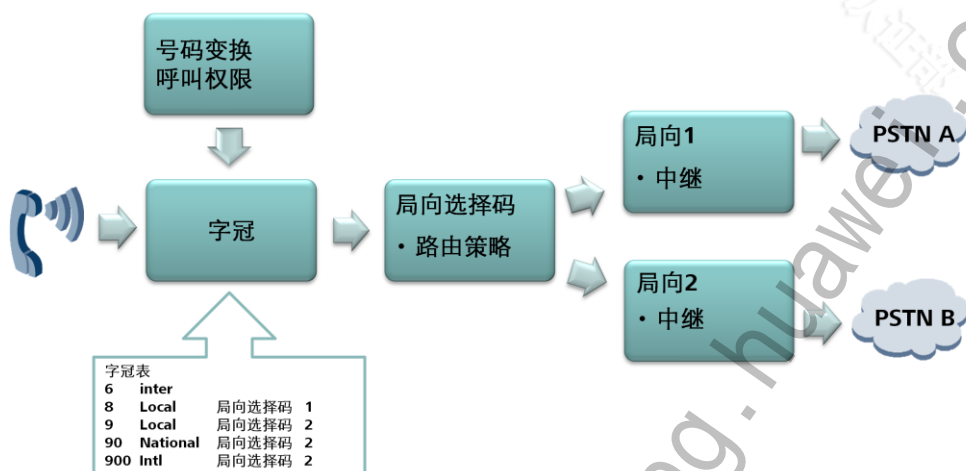 号码变换
呼叫权限
字冠
局向选择码
• 路由策略
局向1
• 中继
PSTN A
局向2
• 中继
PSTN B
字冠表
6 inter
8 Local 局向选择码 1
9 Local 局向选择码 2
90 National 局向选择码 2
900 Intl 局向选择码 2